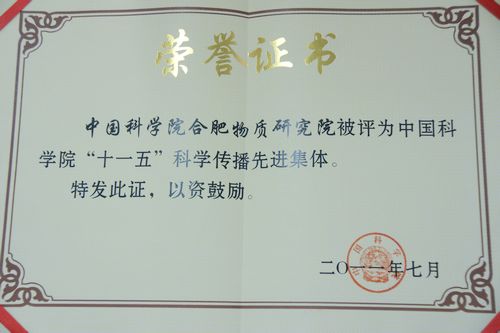 荣誉证书
中国科学院合肥物质研究院被评为中国科
学院“十一五”科学传播先进集体。
特发此证，以资鼓励。
二〇一一年七月